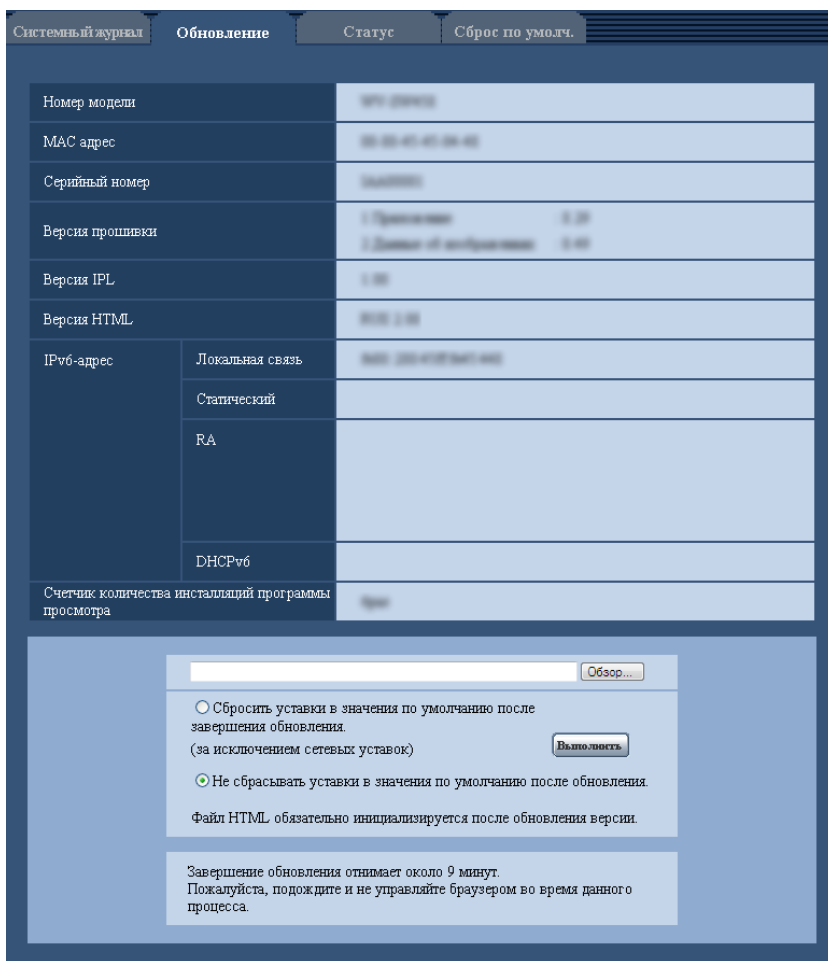 Системный журнал Обновление Статус Сброс по умолч.
Номер модели
MAC адрес
Серийный номер
Версия прошивки
Версия IPL
Версия HTML
IPv6-адрес Локальная связь
Статический
RA
DHCPv6
Счетчик количества инсталляций программы
просмотра
Обзор...
Сбросить уставки в значения по умолчанию после
завершения обновления.
(за исключением сетевых уставок) Выполнить
Не сбрасывать уставки в значения по умолчанию после обновления.
Файл HTML обязательно инициализируется после обновления версии.
Завершение обновления отнимает около 9 минут.
Пожалуйста, подождите и не управляйте браузером во время данного
процесса.